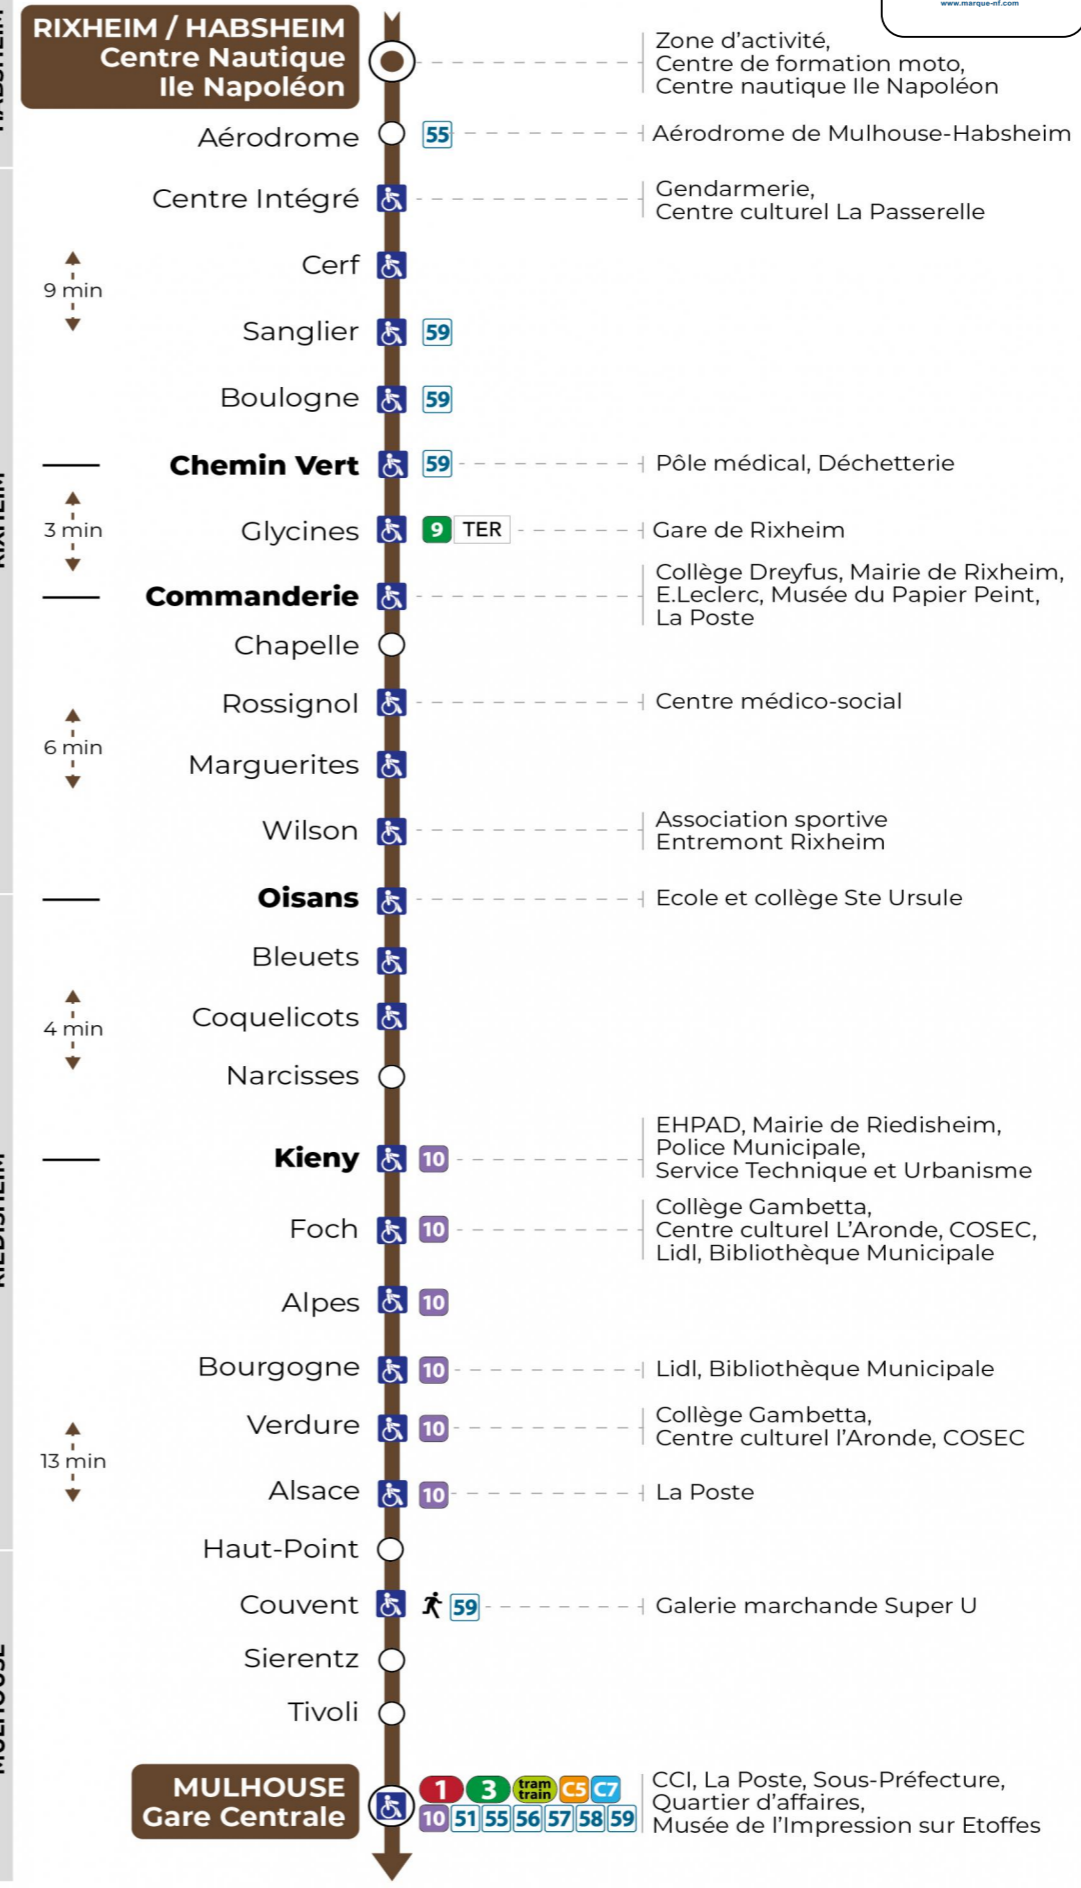 www.marque-nf.com
RIXHEIM / HABSHEIM
Centre Nautique
Ile Napoléon
Zone d’activité,
Centre de formation moto,
Centre nautique Ile Napoléon
Aérodrome
55
Aérodrome de Mulhouse-Habsheim
Centre Intégré
Gendarmerie,
Centre culturel La Passerelle
Cerf
9 min
Sanglier
59
Boulogne
59
Chemin Vert
59
Pôle médical, Déchetterie
3 min
Glycines
9 TER
Gare de Rixheim
Commanderie
Collège Dreyfus, Mairie de Rixheim,
E.Leclerc, Musée du Papier Peint,
La Poste
Chapelle
Rossignol
Centre médico-social
6 min
Marguerites
Wilson
Association sportive
Entremont Rixheim
Oisans
Ecole et collège Ste Ursule
Bleuets
Coquelicots
4 min
Narcisses
Kieny
10
EHPAD, Mairie de Riedisheim,
Police Municipale,
Service Technique et Urbanisme
Foch
10
Collège Gambetta,
Centre culturel L’Aronde, COSEC,
Lidl, Bibliothèque Municipale
Alpes
10
Bourgogne
10
Lidl, Bibliothèque Municipale
Verdure
10
Collège Gambetta,
Centre culturel l’Aronde, COSEC
13 min
Alsace
10
La Poste
Haut-Point
Couvent
59
Galerie marchande Super U
Sierentz
Tivoli
MULHOUSE
Gare Centrale
1 3 tram train C5 C7
10 51 55 56 57 58 59
CCI, La Poste, Sous-Préfecture,
Quartier d’affaires,
Musée de l’Impression sur Etoffes